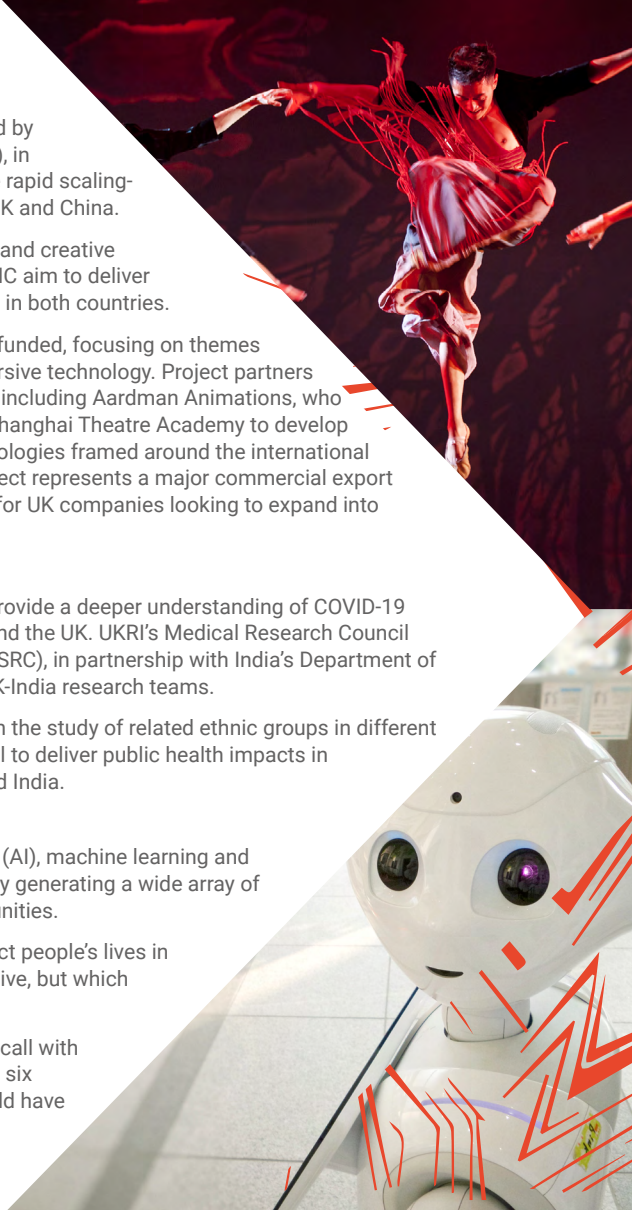 d by
), in
rapid scaling-
K and China.
and creative
IC aim to deliver
in both countries.
funded, focusing on themes
rsive technology. Project partners
including Aardman Animations, who
hanghai Theatre Academy to develop
ologies framed around the international
ect represents a major commercial export
for UK companies looking to expand into
rovide a deeper understanding of COVID-19
nd the UK. UKRI’s Medical Research Council
SRC), in partnership with India’s Department of
K-India research teams.
n the study of related ethnic groups in different
l to deliver public health impacts in
d India.
(AI), machine learning and
y generating a wide array of
nities.
ct people’s lives in
ive, but which
call with
six
ld have